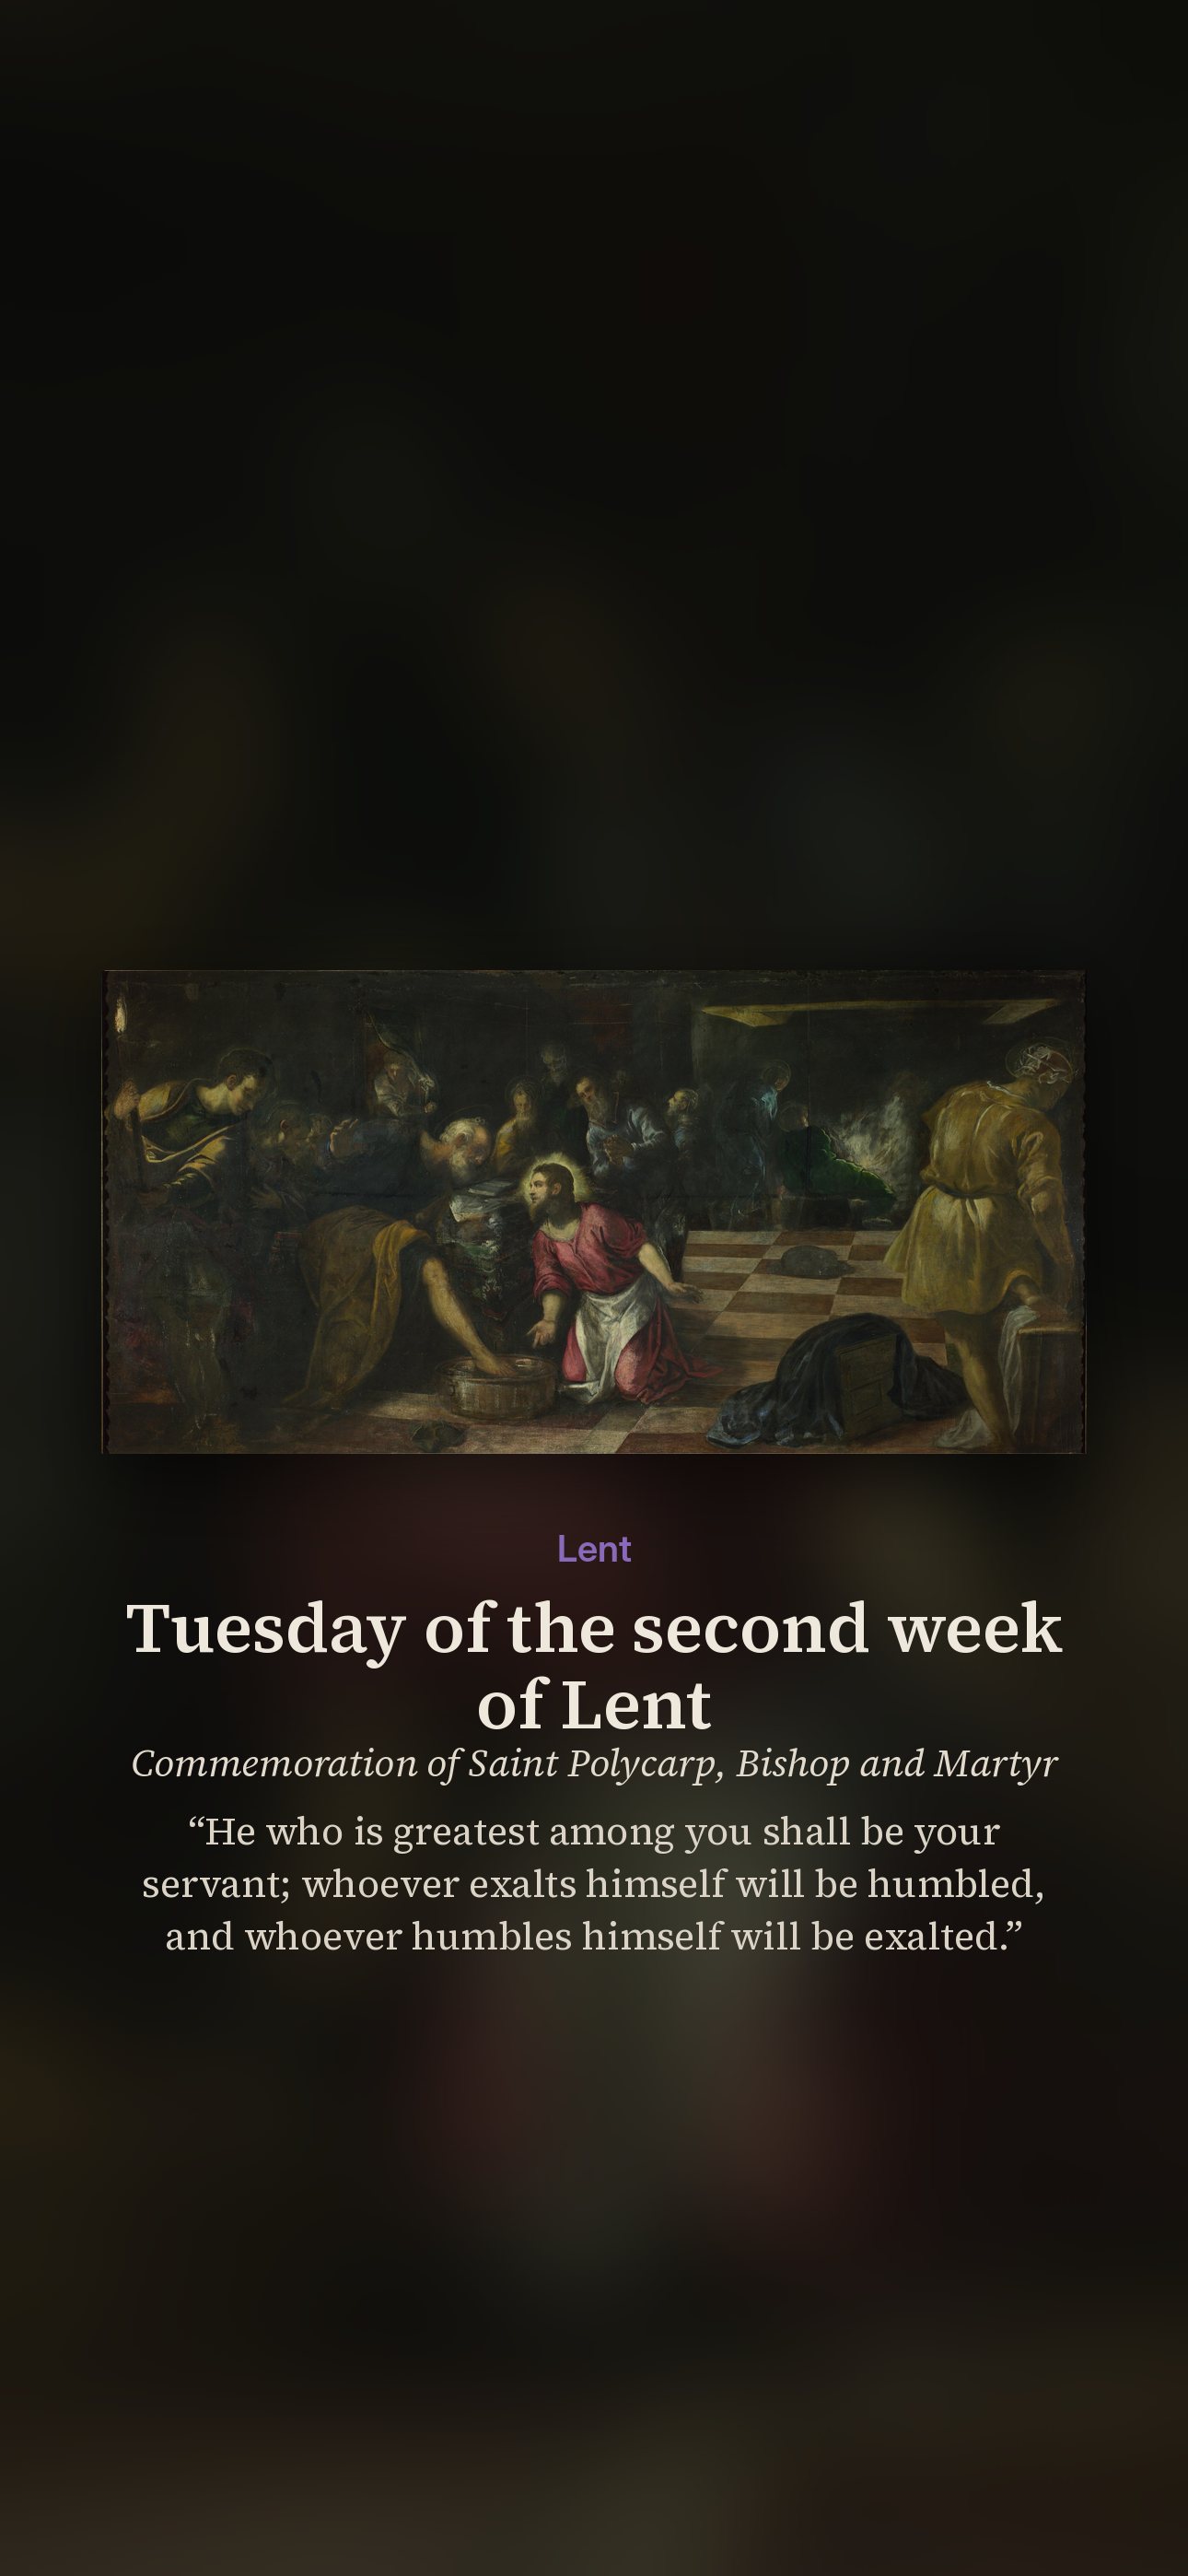 Lent
Tuesday of the second week
of Lent
Commemoration of Saint Polycarp, Bishop and Martyr
“He who is greatest among you shall be your
servant; whoever exalts himself will be humbled,
and whoever humbles himself will be exalted.”